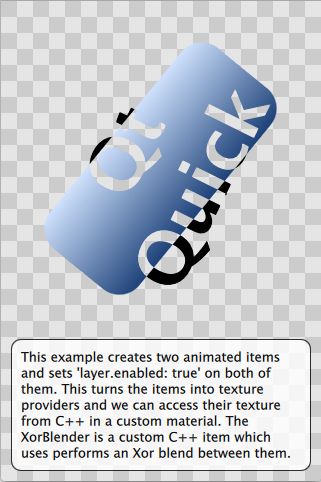 Qt
Quick
This example creates two animated items
and sets 'layer.enabled: true' on both of
them. This turns the items into texture
providers and we can access their texture
from C++ in a custom material. The
XorBlender is a custom C++ item which
uses performs an Xor blend between them.